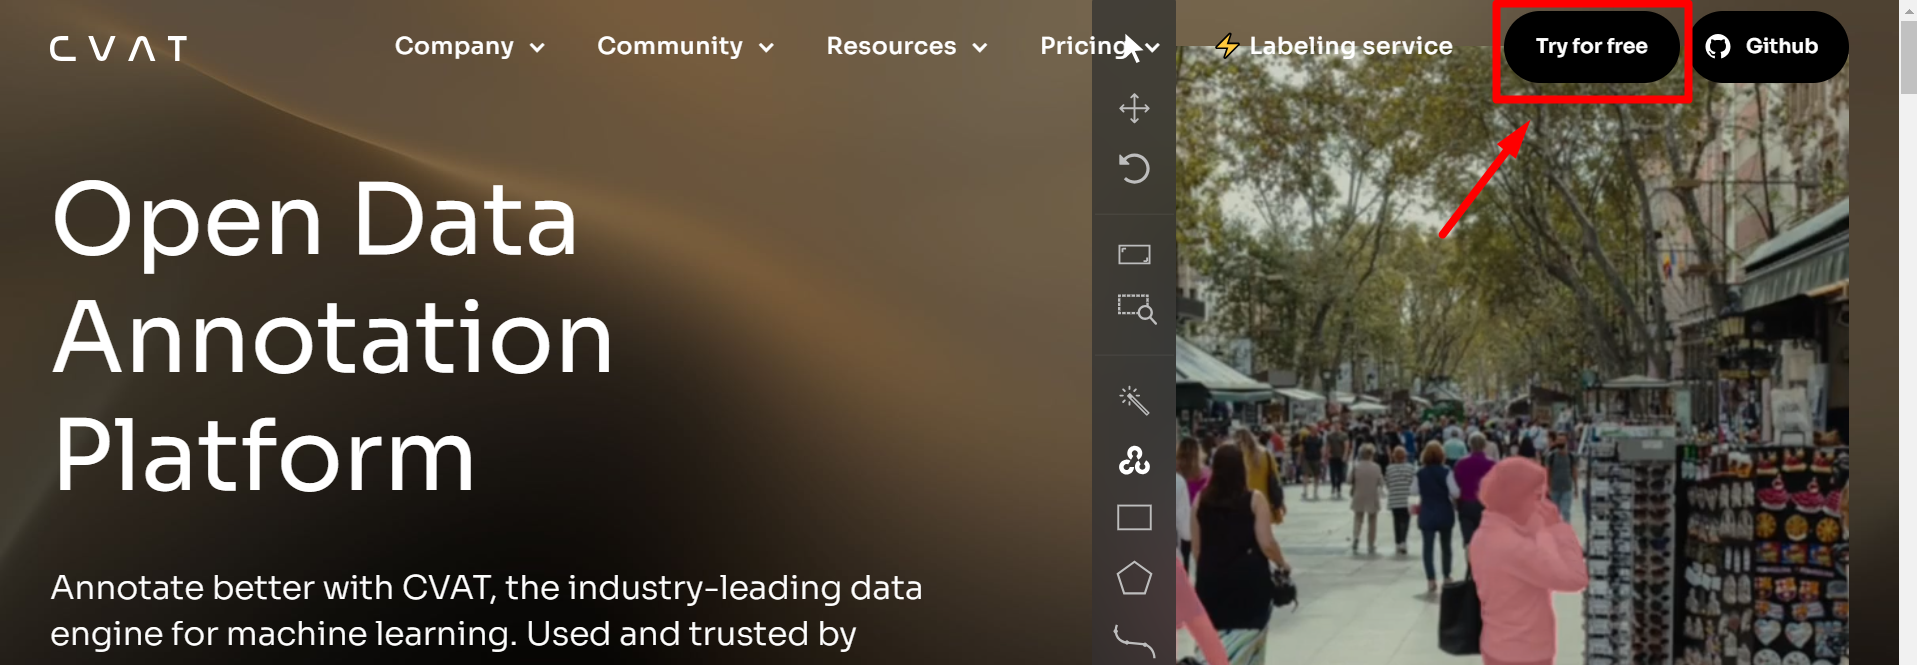 CVAT
Company
Community
Resources
Pricing
Labeling service
Try for free
Github
Open Data
Annotation
Platform
Annotate better with CVAT, the industry-leading data
engine for machine learning. Used and trusted by